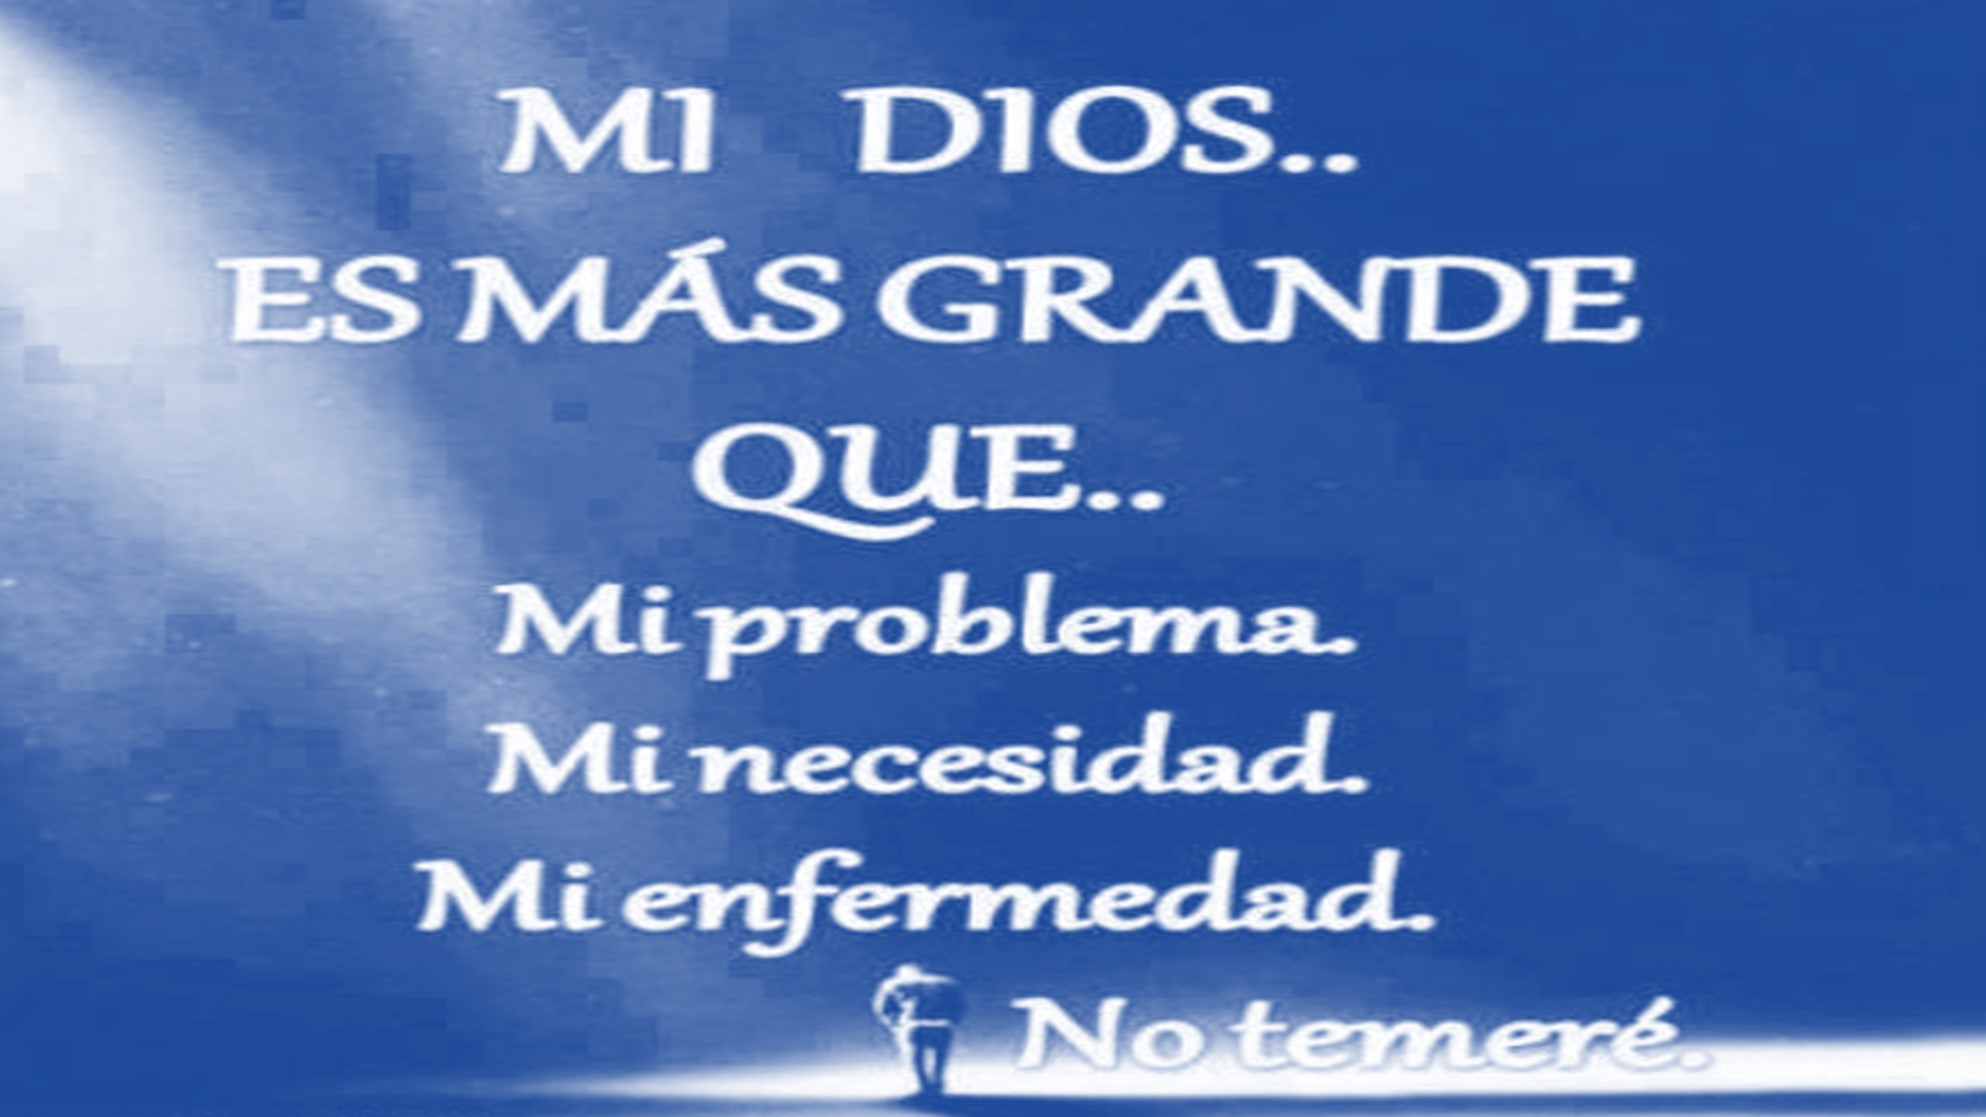 MI DIOS..
ES MÁS GRANDE
QUE..
Mi problema.
Mi necesidad.
Mi enfermedad.
No temeré.